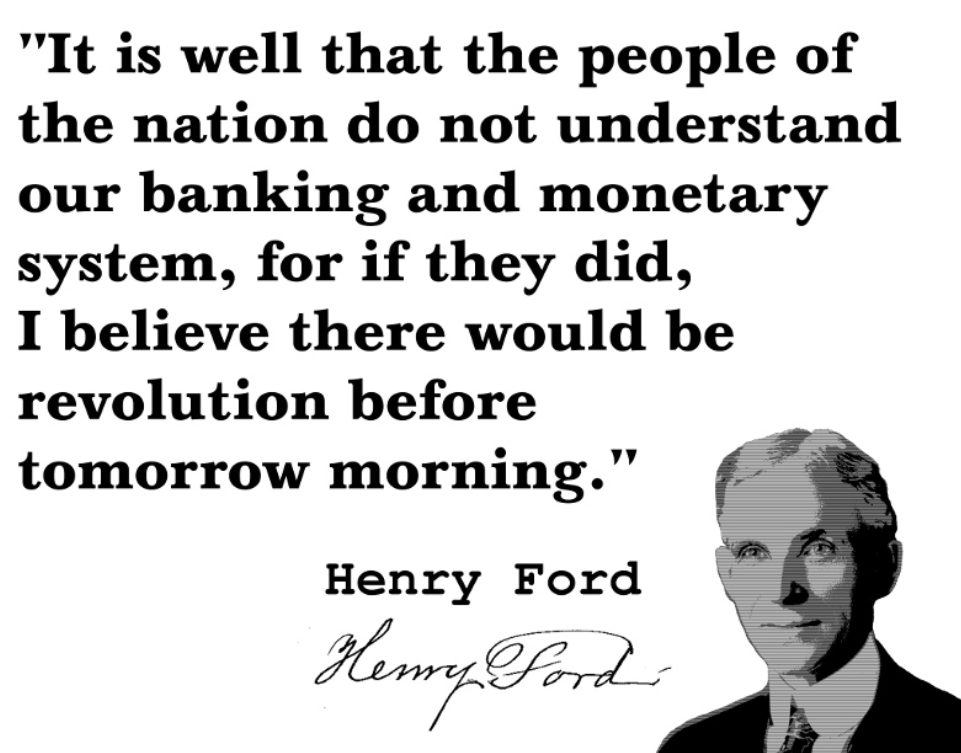 "It is well that the people of
the nation do not understand
our banking and monetary
system, for if they did,
I believe there would be
revolution before
tomorrow morning."
Henry Ford
Henry Ford